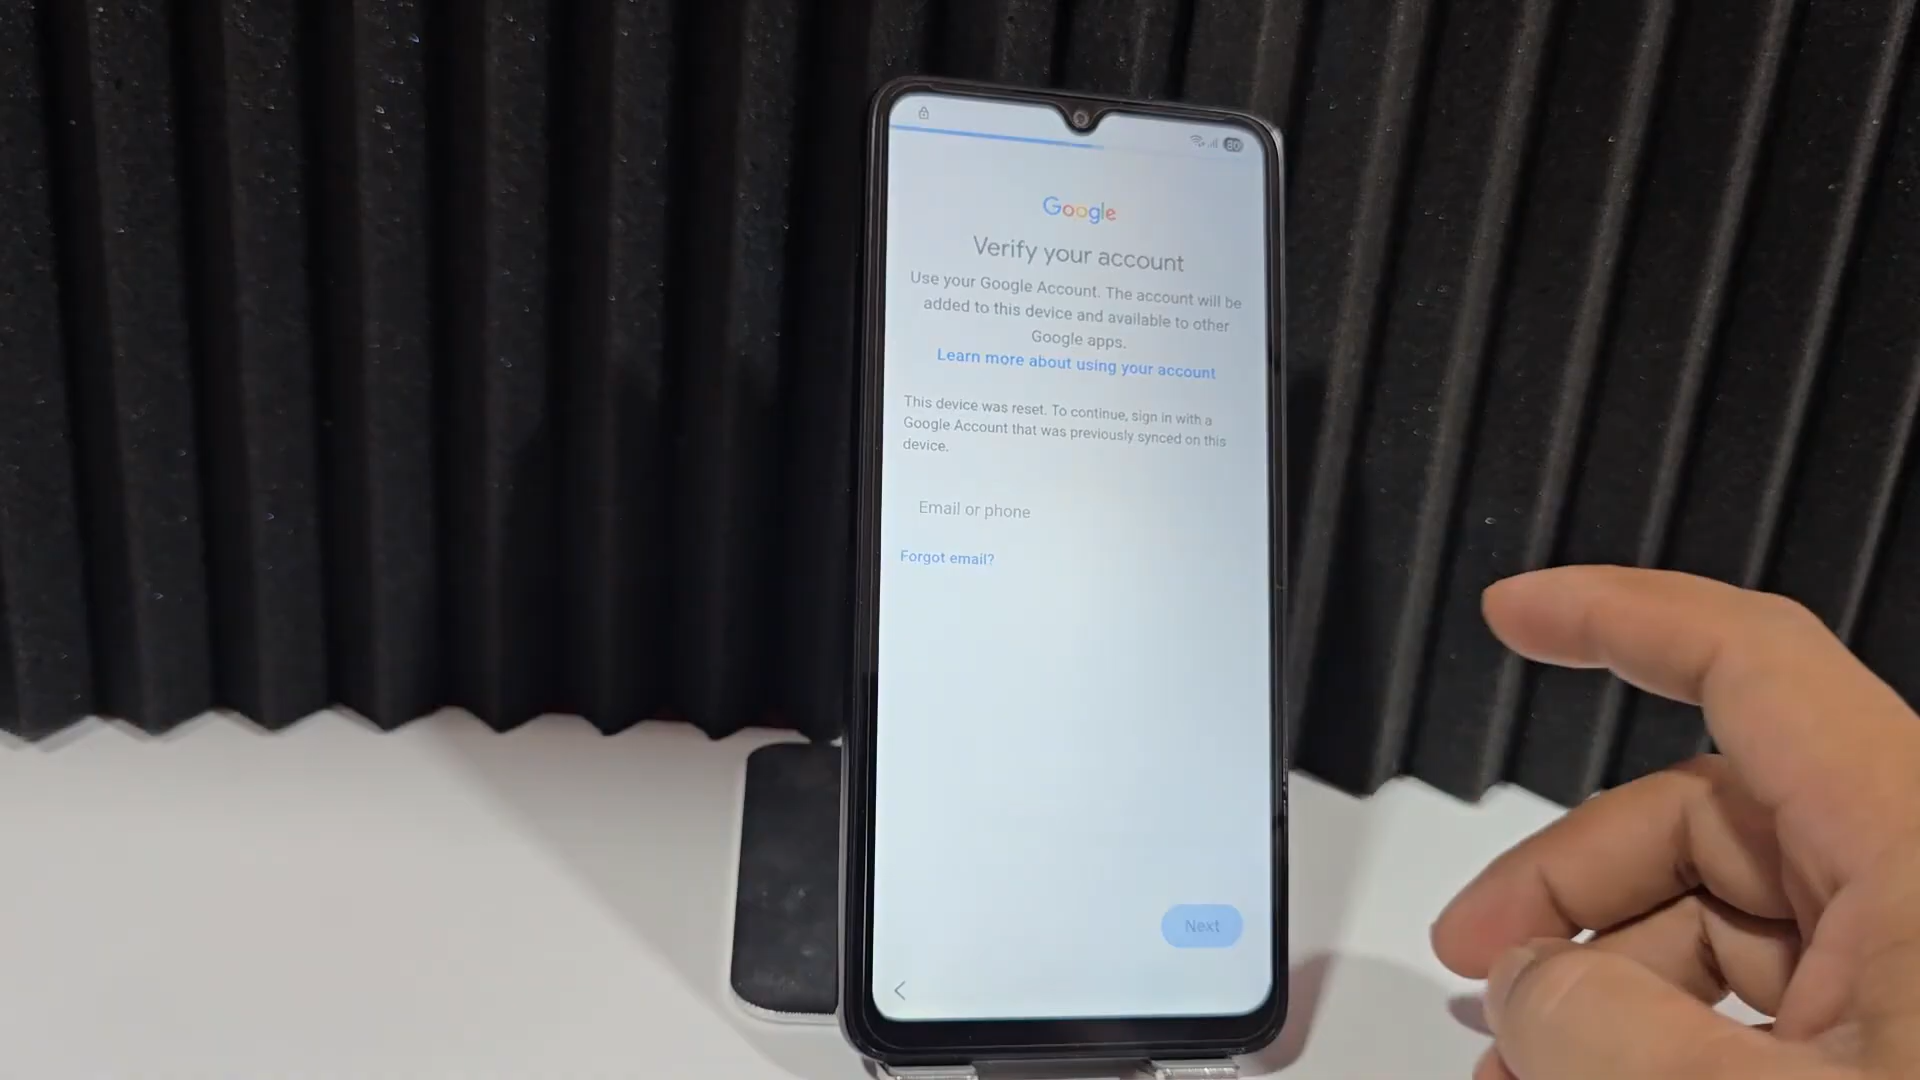 80
Google
Verify your account
Use your Google Account. The account will be
added to this device and available to other
Google apps.
Learn more about using your account
This device was reset. To continue, sign in with a
Google Account that was previously synced on this
device.
Email or phone
Forgot email?
Next